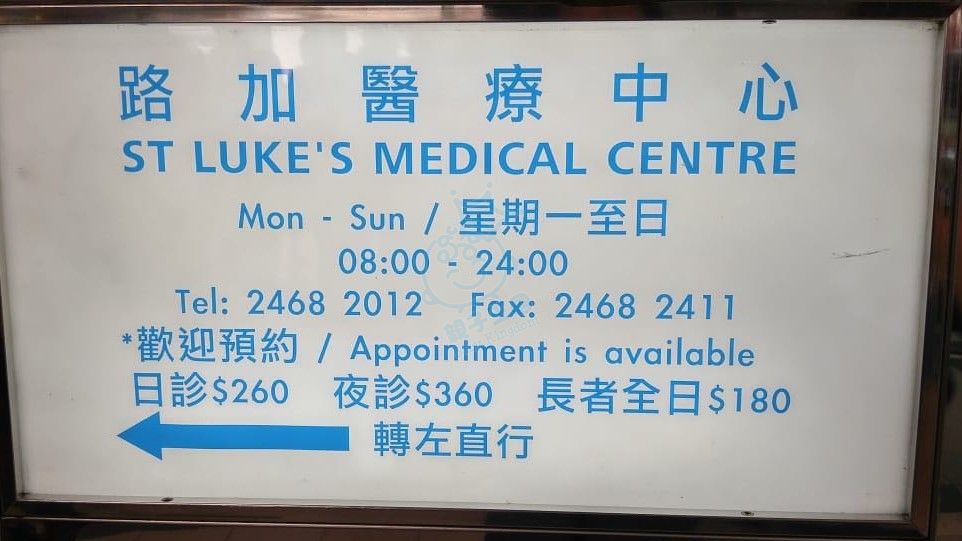 路加醫療中心
ST LUKE'S MEDICAL CENTRE
Mon - Sun / 星期一至日
08:00 - 24:00
Tel: 2468 2012 Fax: 2468 2411
*歡迎預約 / Appointment is available
日診$260 夜診$360 長者全日$180
轉左直行